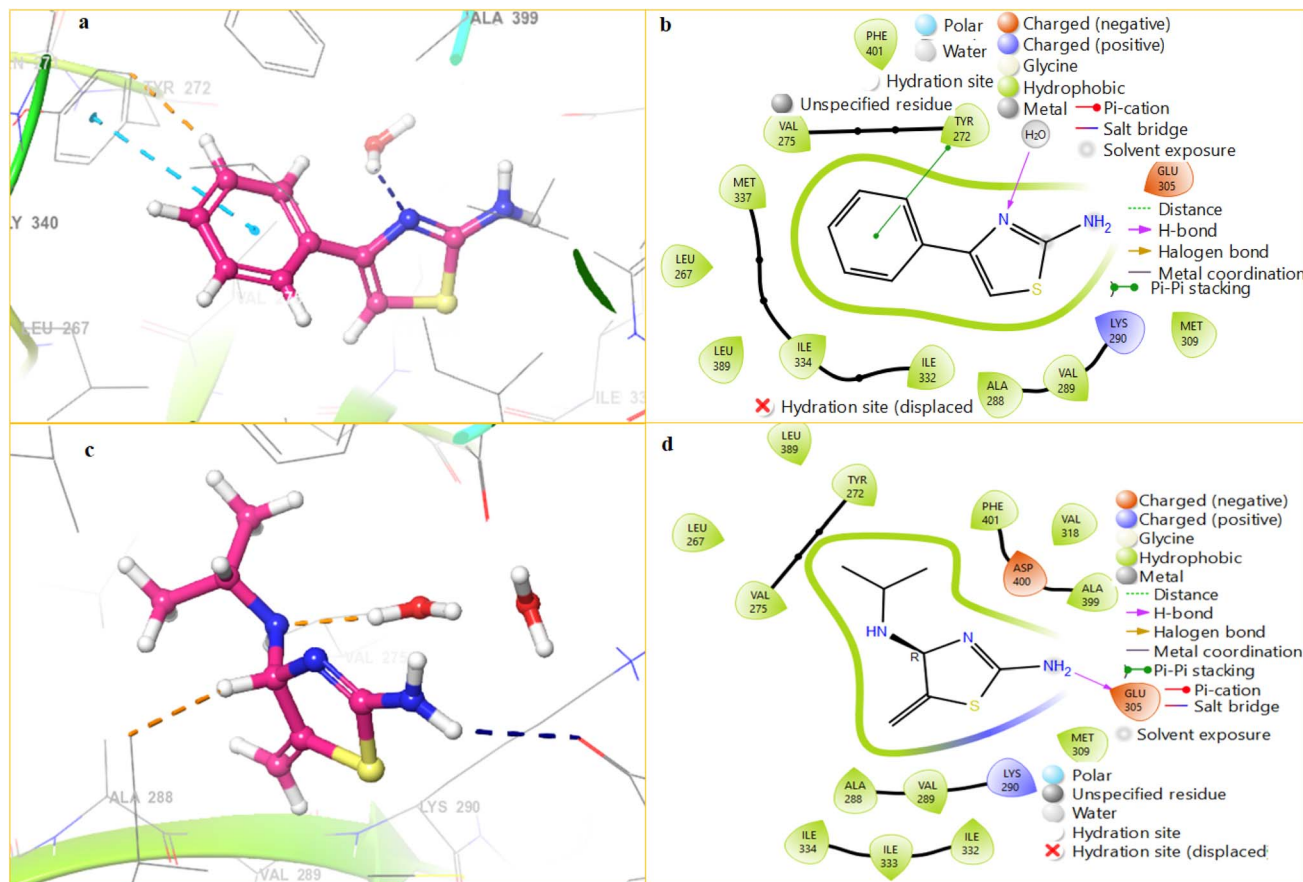 a
ALA 399
TYR 272
LY 340
VAL 275
LEU 267
ILE 33
b
Polar
Water
Charged (negative)
Charged (positive)
Glycine
Hydrophobic
Metal
Hydration site
Unspecified residue
Pi-cation
Salt bridge
Solvent exposure
PHE
401
VAL
275
TYR
272
H₂O
GLU
305
MET
337
Distance
H-bond
Halogen bond
Metal coordination
Pi-Pi stacking
N
NH₂
S
LEU
267
LEU
389
ILE
334
ILE
332
ALA
288
VAL
289
LYS
290
MET
309
Hydration site (displaced
c
VAL 275
ALA 288
LYS 290
VAL 289
d
LEU
389
TYR
272
LEU
267
VAL
275
PHE
401
VAL
318
ASP
400
ALA
399
Charged (negative)
Charged (positive)
Glycine
Hydrophobic
Metal
Distance
H-bond
Halogen bond
Metal coordination
Pi-Pi stacking
Pi-cation
Salt bridge
Solvent exposure
HN
R
N
NH₂
S
GLU
305
MET
309
ALA
288
VAL
289
LYS
290
ILE
334
ILE
333
ILE
332
Polar
Unspecified residue
Water
Hydration site
Hydration site (displaced